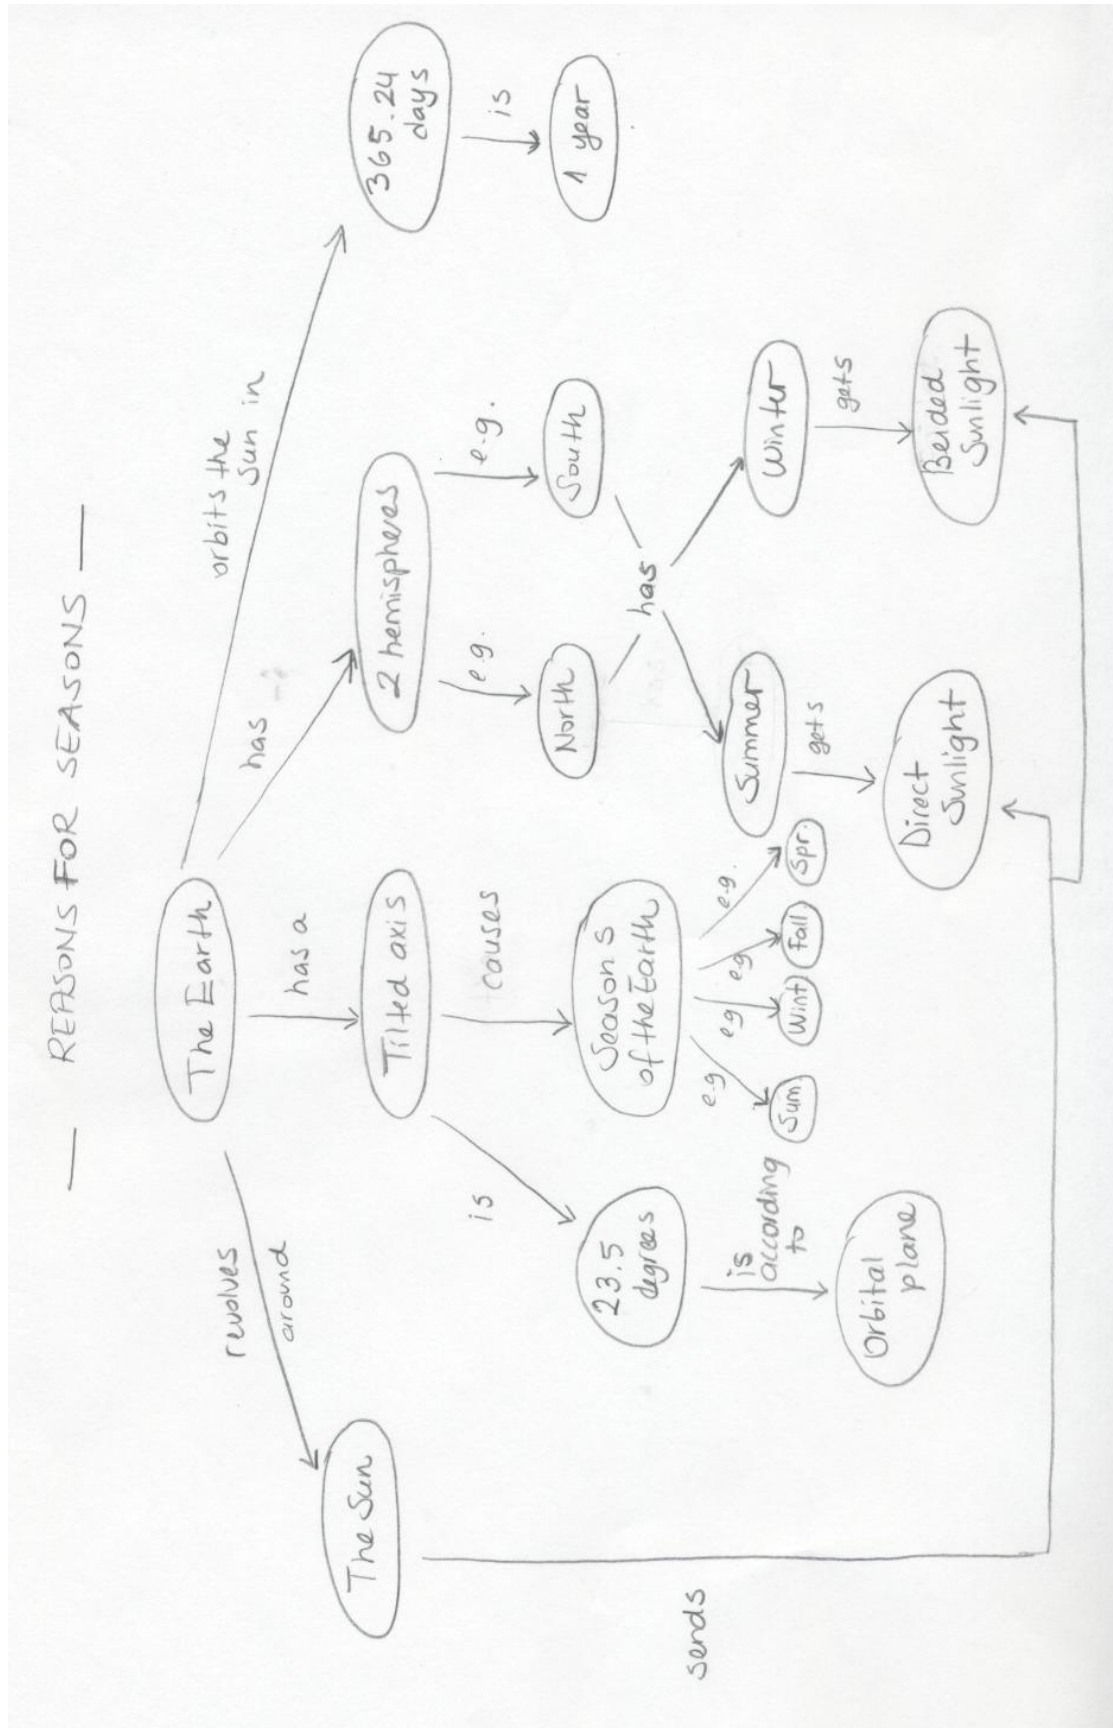 — REASONS FOR SEASONS —
The Earth
revolves
around
has a
has
orbits the
sun in
The Sun
Tilted axis
2 hemispheres
365.24
days
is
causes
e.g.
e.g.
is
23.5
degrees
Seasons
of the Earth
North
South
1 year
has
sends
is
according
to
e.g
e.g
e.g
e.g.
Sum.
Wint
Fall
Spr.
Summer
Winter
gets
gets
Orbital
plane
Direct
Sunlight
Beided
Sunlight